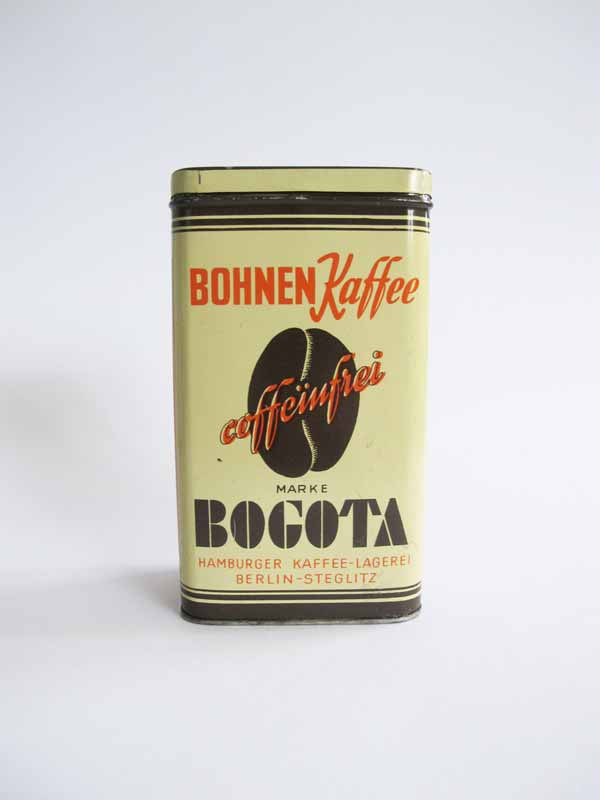 BOHNEN Kaffee
coffeïnfrei
MARKE
BOGOTA
HAMBURGER KAFFEE-LAGEREI
BERLIN-STEGLITZ